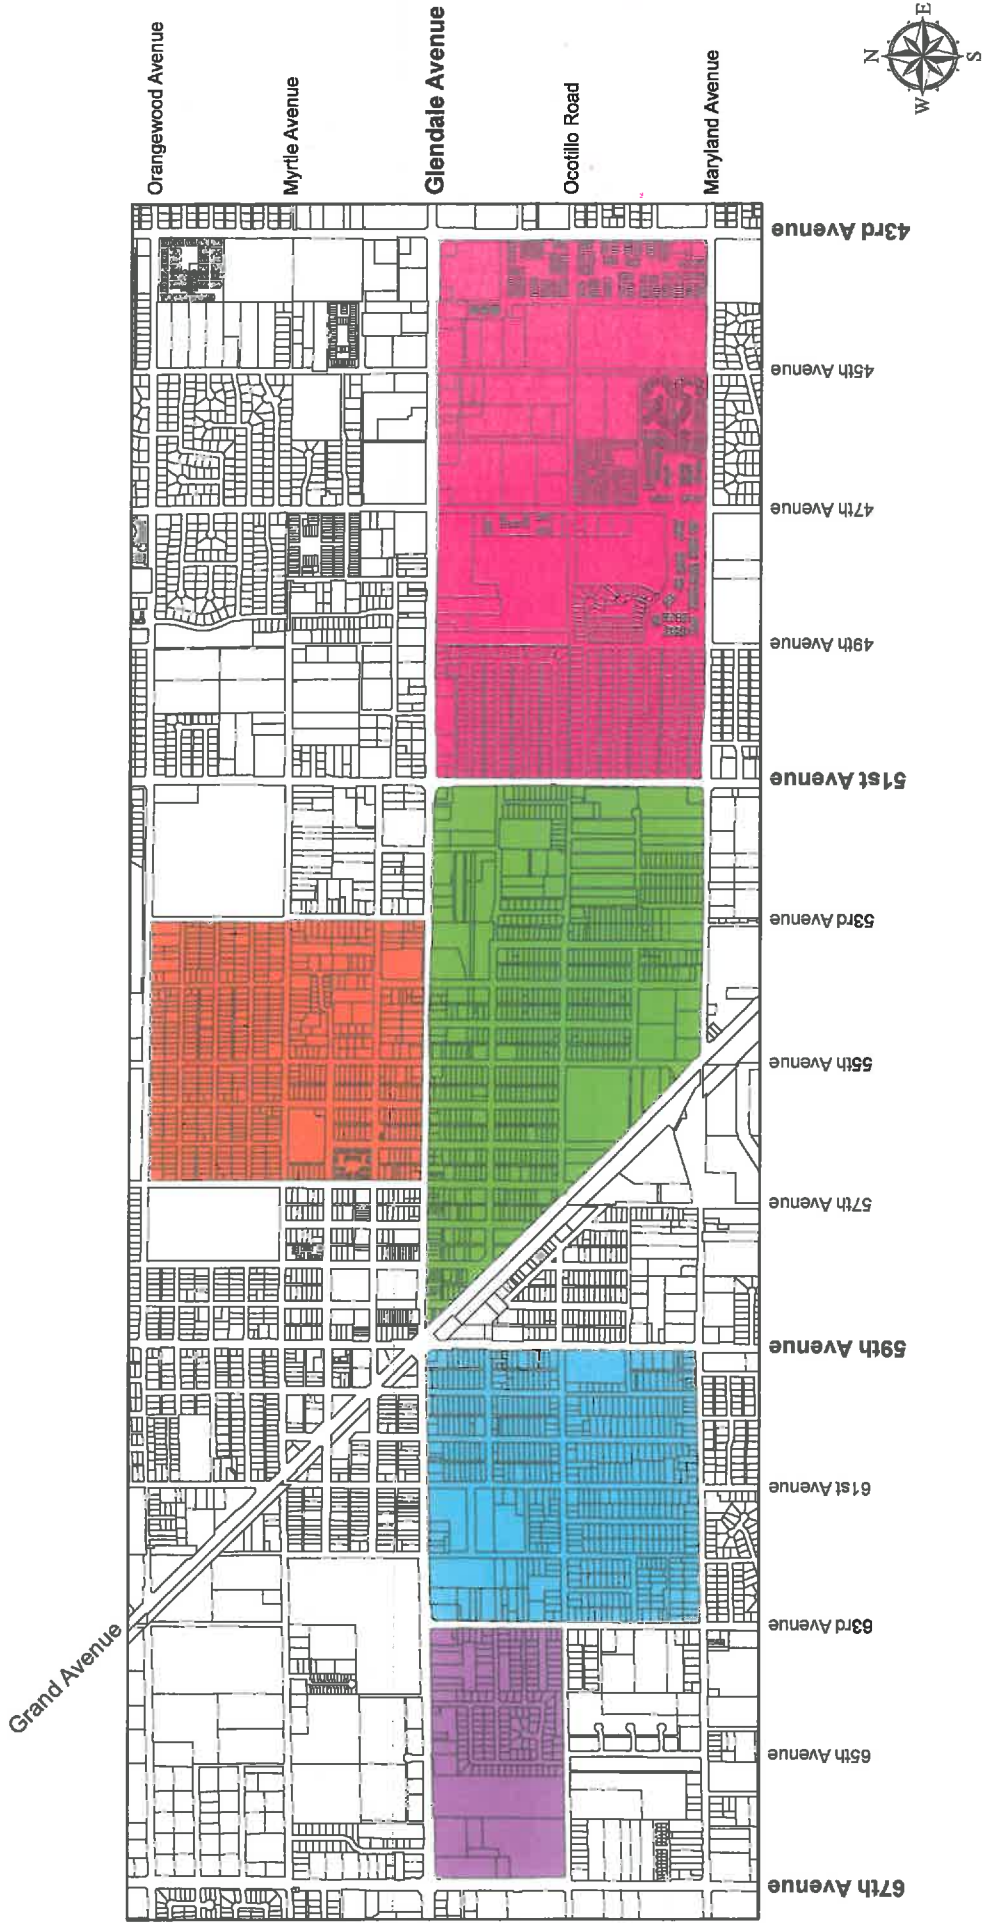 Orangewood Avenue
Myrtle Avenue
Glendale Avenue
Ocotillo Road
Maryland Avenue
N
E
S
W
43rd Avenue
45th Avenue
47th Avenue
49th Avenue
51st Avenue
53rd Avenue
55th Avenue
57th Avenue
59th Avenue
61st Avenue
63rd Avenue
65th Avenue
67th Avenue
Grand Avenue